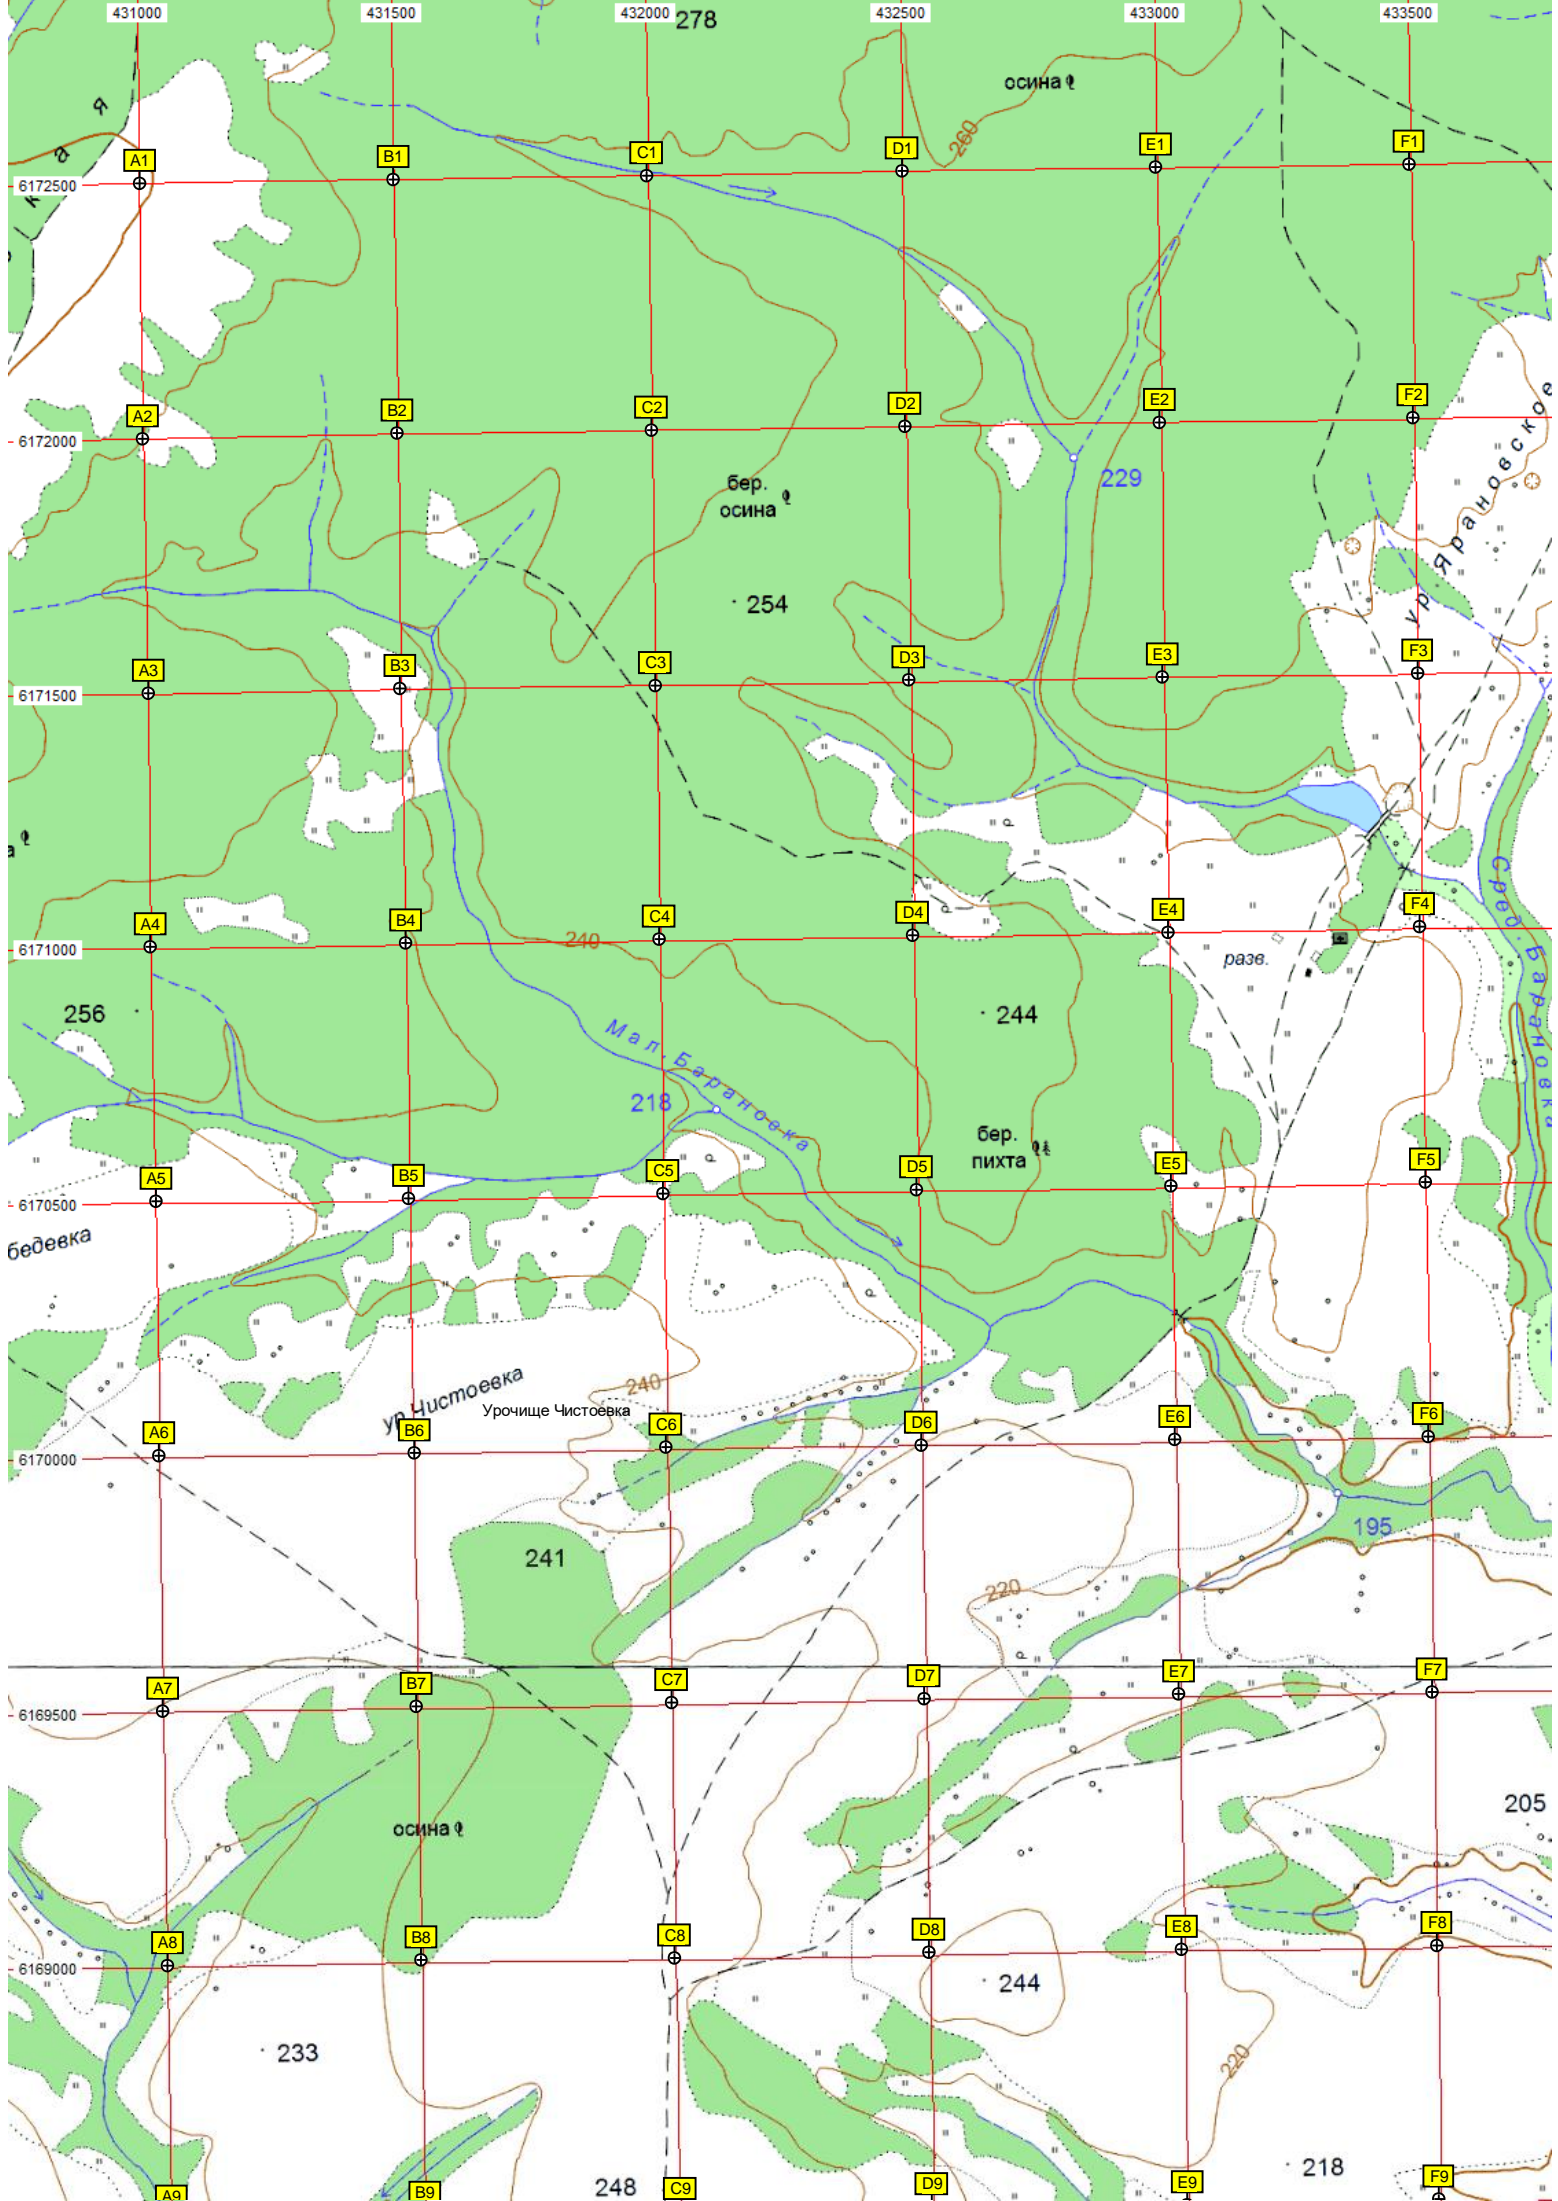 431000 431500 432000 432500 433000 433500
278
осина
260
к а я
A1 B1 C1 D1 E1 F1
6172500
A2 B2 C2 D2 E2 F2
6172000
229
бер.
осина
ур. Ярановское
254
A3 B3 C3 D3 E3 F3
6171500
а
A4 B4 C4 D4 E4 F4
6171000
240
разв.
Сред. Барановка
256
244
Мал. Барановка
218
бер.
пихта
A5 B5 C5 D5 E5 F5
6170500
бедевка
240
ур. Чистоевка
Урочище Чистоевка
A6 B6 C6 D6 E6 F6
6170000
195
241
220
A7 B7 C7 D7 E7 F7
6169500
205
осина
A8 B8 C8 D8 E8 F8
6169000
244
233
220
248
218
A9 B9 C9 D9 E9 F9